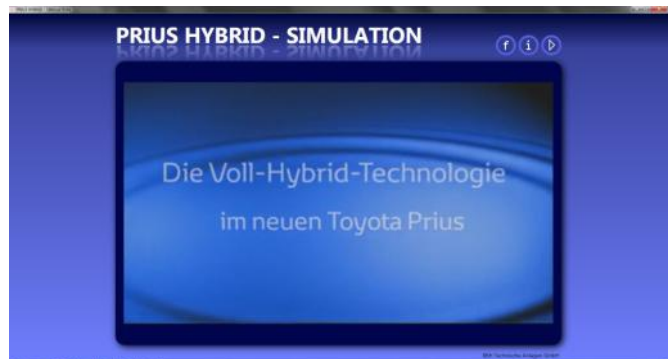 PRIUS HYBRID - SIMULATION
f i
Die Voll-Hybrid-Technologie
im neuen Toyota Prius